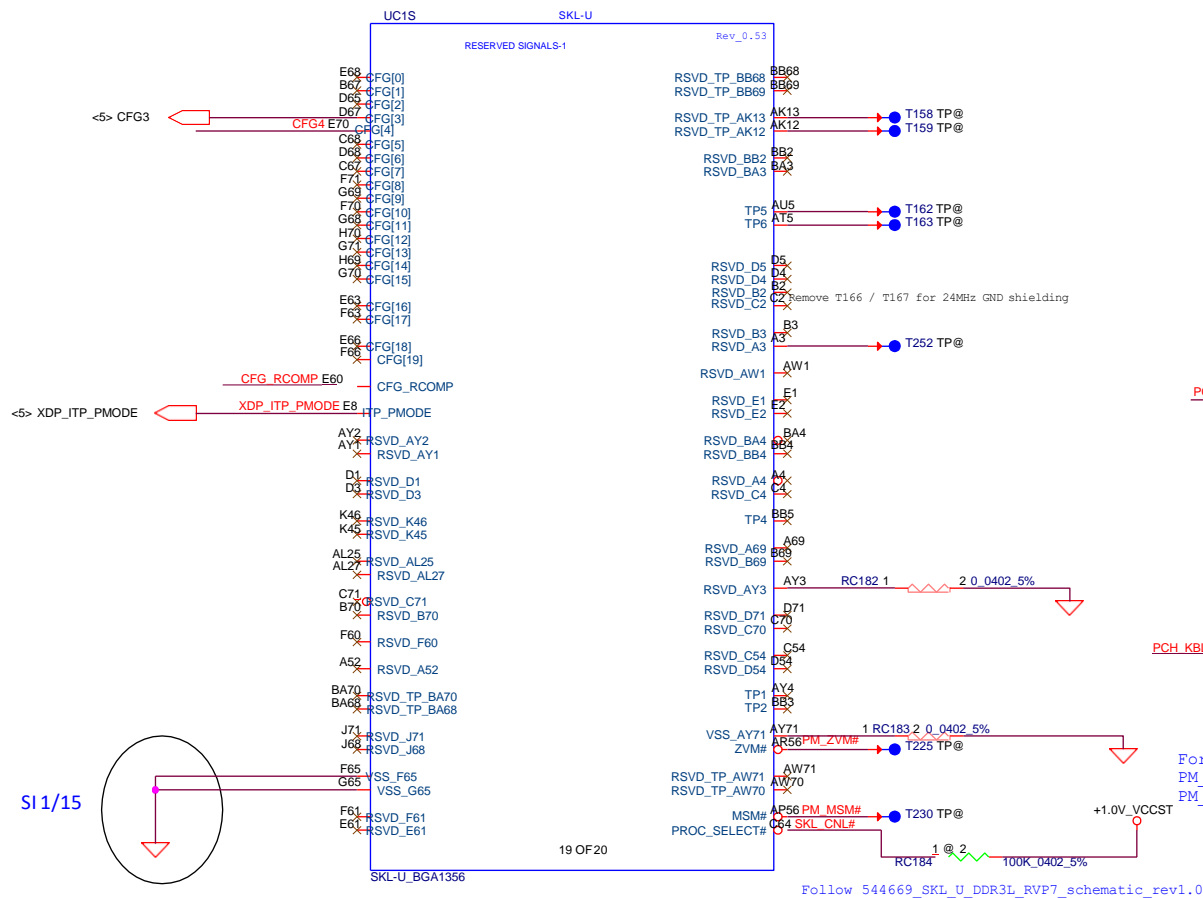 UC1S SKL-U
RESERVED SIGNALS-1 Rev_0.53
E68 CFG[0] RSVD_TP_BB68 BB68
B67 CFG[1] RSVD_TP_BB69 BB69
D65 CFG[2]
<5> CFG3 D67 CFG[3] RSVD_TP_AK13 AK13 T158 TP@
CFG4 E70 CFG[4] RSVD_TP_AK12 AK12 T159 TP@
C68 CFG[5]
D68 CFG[6] RSVD_BB2 BB2
C67 CFG[7] RSVD_BA3 BA3
F71 CFG[8]
G69 CFG[9]
F70 CFG[10] TP5 AU5 T162 TP@
G68 CFG[11] TP6 AT5 T163 TP@
H70 CFG[12]
G71 CFG[13]
H69 CFG[14] RSVD_D5 D5
G70 CFG[15] RSVD_D4 D4
RSVD_B2 B2
E63 CFG[16] RSVD_C2 C2 Remove T166 / T167 for 24MHz GND shielding
F63 CFG[17]
RSVD_B3 B3
E66 CFG[18] RSVD_A3 A3 T252 TP@
F66 CFG[19]
RSVD_AW1 AW1
CFG_RCOMP E60 CFG_RCOMP
RSVD_E1 E1
<5> XDP_ITP_PMODE XDP_ITP_PMODE E8 ITP_PMODE RSVD_E2 E2
AY2 RSVD_AY2 RSVD_BA4 BA4
AY1 RSVD_AY1 RSVD_BB4 BB4
D1 RSVD_D1 RSVD_A4 A4
D3 RSVD_D3 RSVD_C4 C4
K46 RSVD_K46 TP4 BB5
K45 RSVD_K45
RSVD_A69 A69
AL25 RSVD_AL25 RSVD_B69 B69
AL27 RSVD_AL27
RSVD_AY3 AY3 RC182 1 2 0_0402_5%
C71 RSVD_C71
B70 RSVD_B70 RSVD_D71 D71
RSVD_C70 C70
F60 RSVD_F60
RSVD_C54 C54
A52 RSVD_A52 RSVD_D54 D54
PCH_KBL
BA70 RSVD_TP_BA70 TP1 AY4
BA68 RSVD_TP_BA68 TP2 BB3
J71 RSVD_J71 VSS_AY71 AY71 1 RC183 2 0_0402_5%
J68 RSVD_J68 ZVM# AR56 PM_ZVM# T225 TP@
For
F65 VSS_F65 RSVD_TP_AW71 AW71 PM_
G65 VSS_G65 RSVD_TP_AW70 AW70 PM_
SI 1/15
+1.0V_VCCST
F61 RSVD_F61 MSM# AP56 PM_MSM# T230 TP@
E61 RSVD_E61 PROC_SELECT# C64 SKL_CNL#
19 OF20 RC184 1 @ 2 100K_0402_5%
SKL-U_BGA1356
Follow 544669_SKL_U_DDR3L_RVP7_schematic_rev1.0